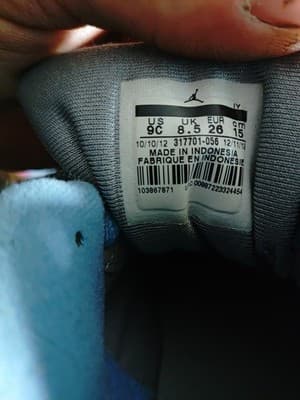 IY
US UK EUR CM
9C 8.5 26 15
10/10/12 317701-056 12/11/12
MADE IN INDONESIA
FABRIQUE EN INDONESIE
103867871 00887223324454